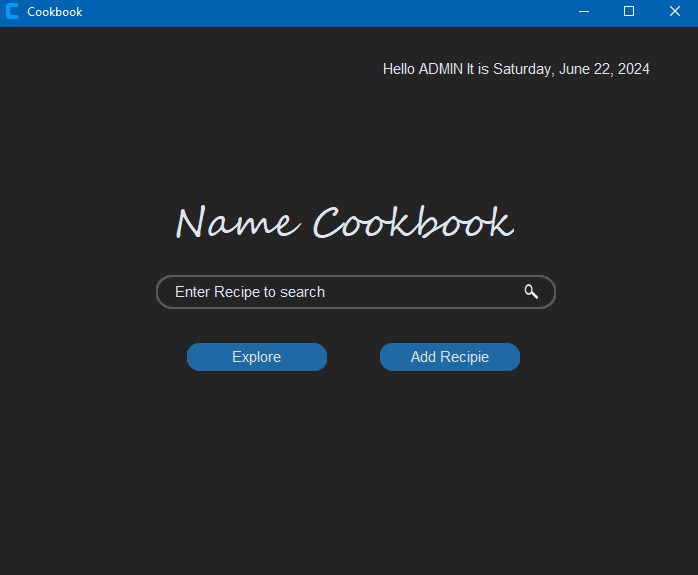 Cookbook
Hello ADMIN It is Saturday, June 22, 2024
Name Cookbook
Enter Recipe to search
Explore
Add Recipie